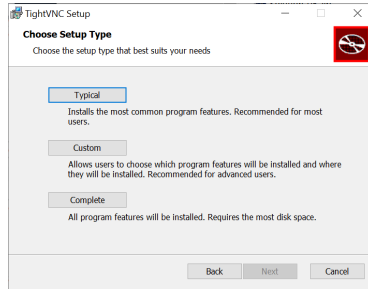 TightVNC Setup
Choose Setup Type
Choose the setup type that best suits your needs
Typical
Installs the most common program features. Recommended for most
users.
Custom
Allows users to choose which program features will be installed and where
they will be installed. Recommended for advanced users.
Complete
All program features will be installed. Requires the most disk space.
Back Next Cancel